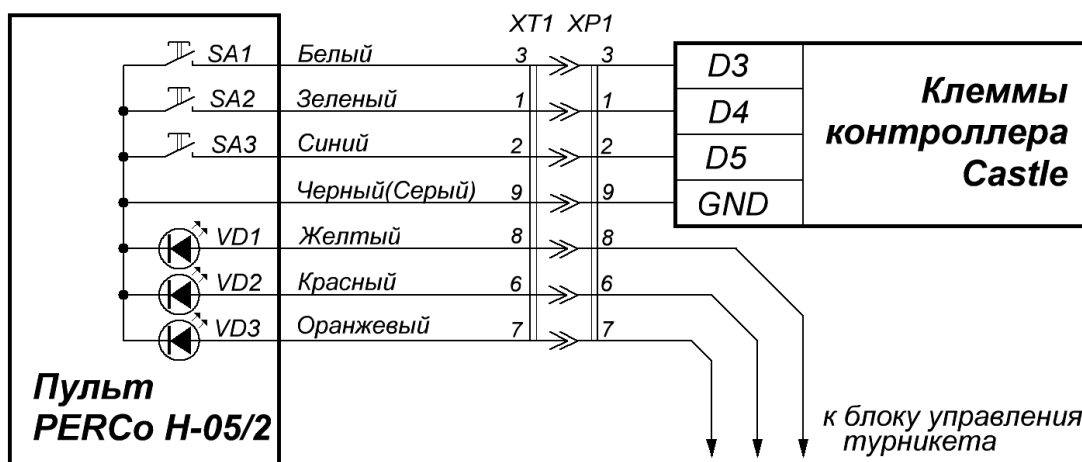 XT1 XP1
SA1 Белый 3 3 D3
SA2 Зеленый 1 1 D4
SA3 Синий 2 2 D5
Черный(Серый) 9 9 GND
VD1 Желтый 8 8
VD2 Красный 6 6
VD3 Оранжевый 7 7
Клеммы
контроллера
Castle
Пульт
PERCo H-05/2
к блоку управления
турникета